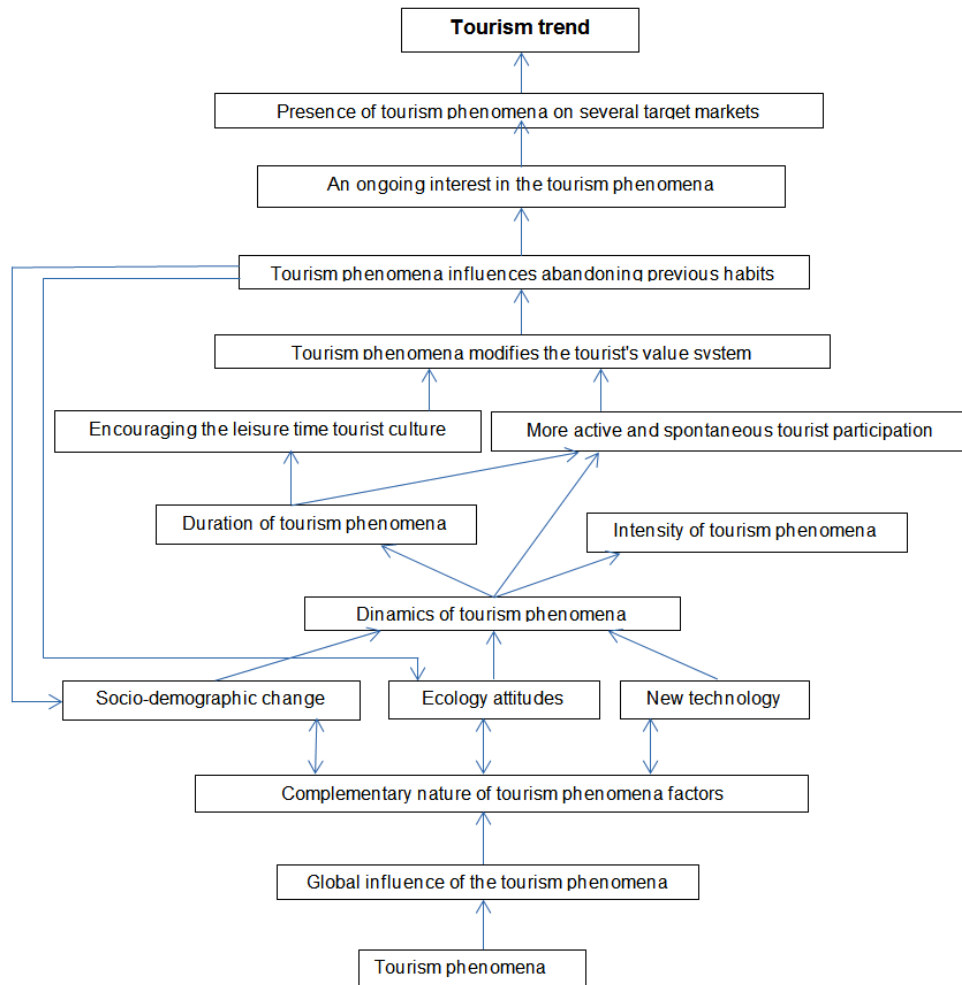 Tourism trend
Presence of tourism phenomena on several target markets
An ongoing interest in the tourism phenomena
Tourism phenomena influences abandoning previous habits
Tourism phenomena modifies the tourist's value system
Encouraging the leisure time tourist culture
More active and spontaneous tourist participation
Duration of tourism phenomena
Intensity of tourism phenomena
Dinamics of tourism phenomena
Socio-demographic change
Ecology attitudes
New technology
Complementary nature of tourism phenomena factors
Global influence of the tourism phenomena
Tourism phenomena